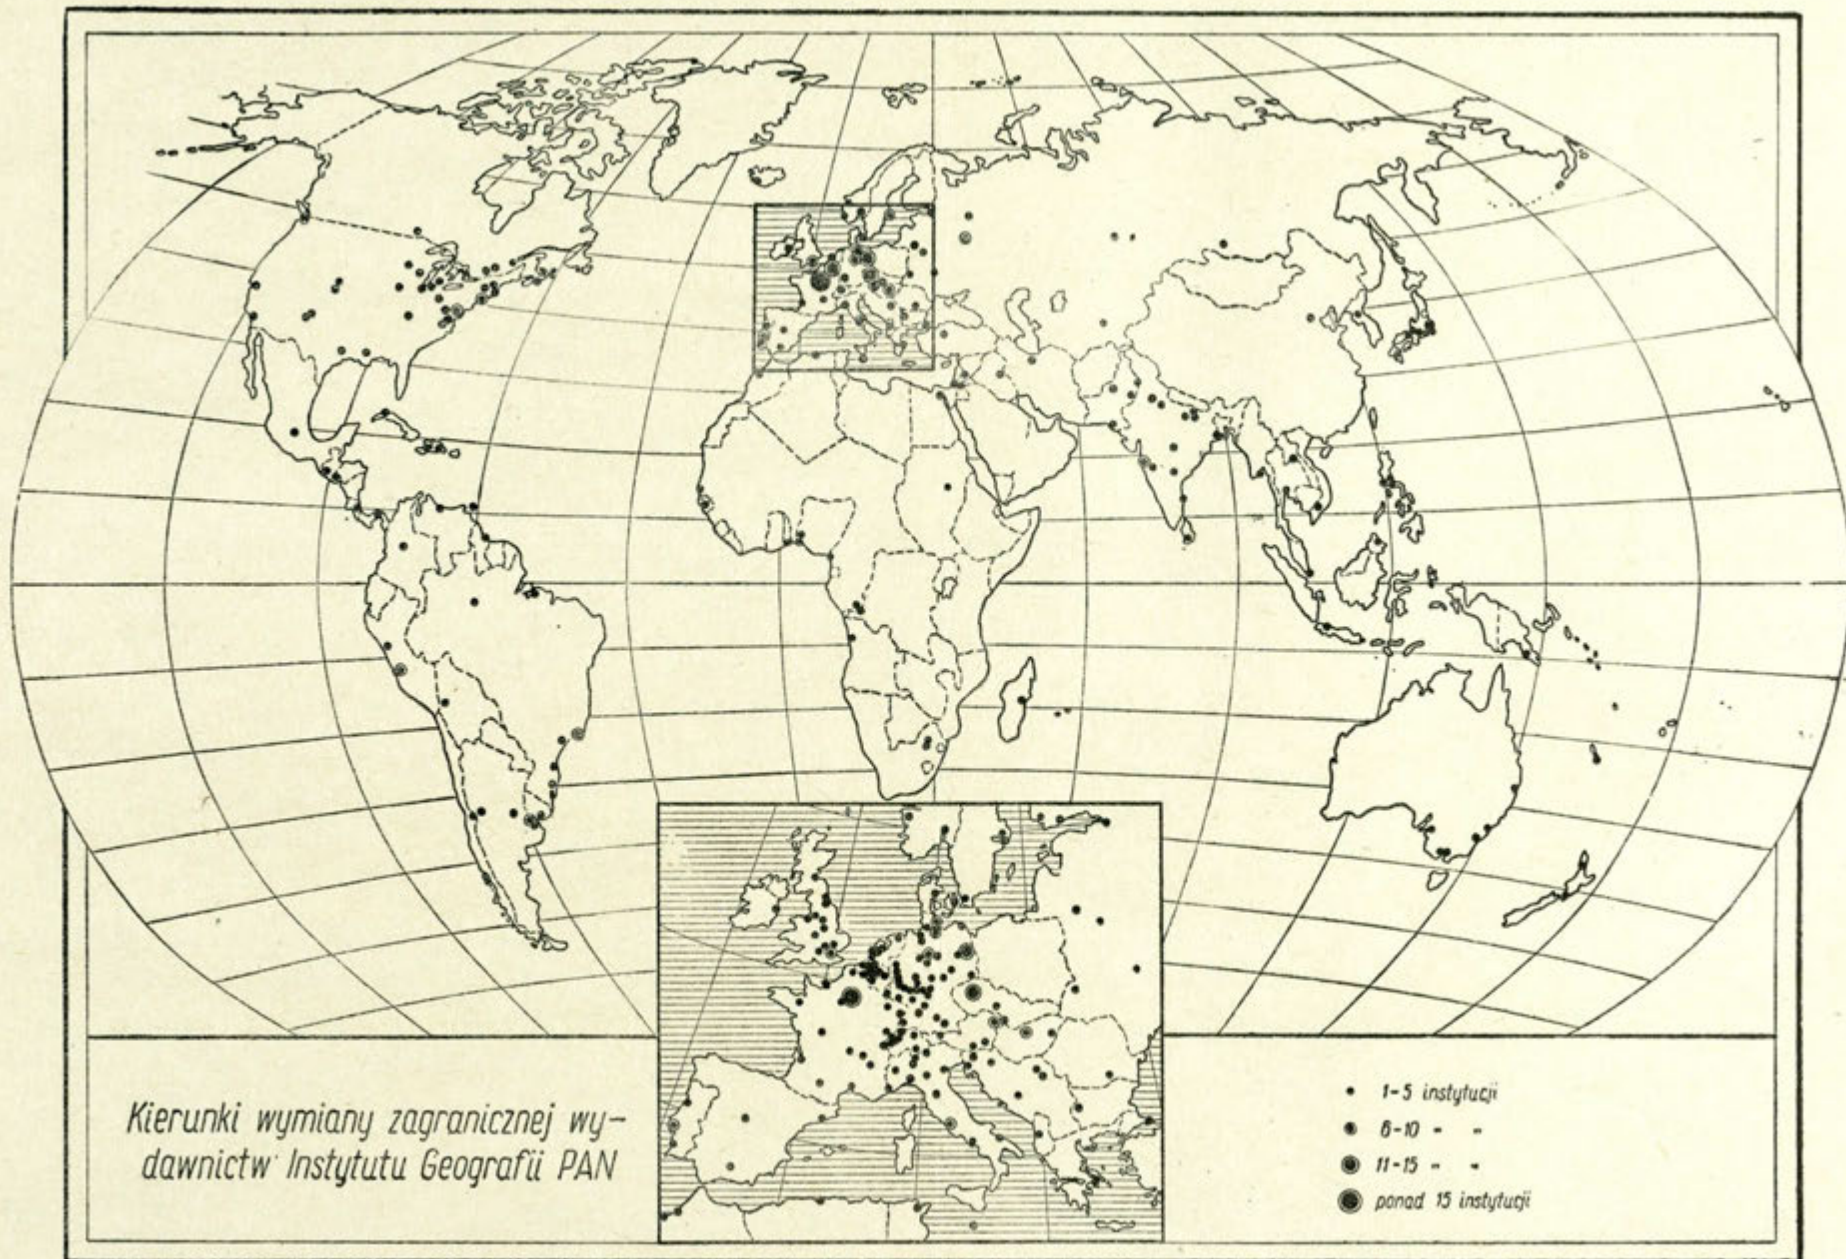 Kierunki wymiany zagranicznej wy-
dawnictw Instytutu Geografii PAN
1-5 instytucji
6-10 " "
11-15 " "
ponad 15 instytucji